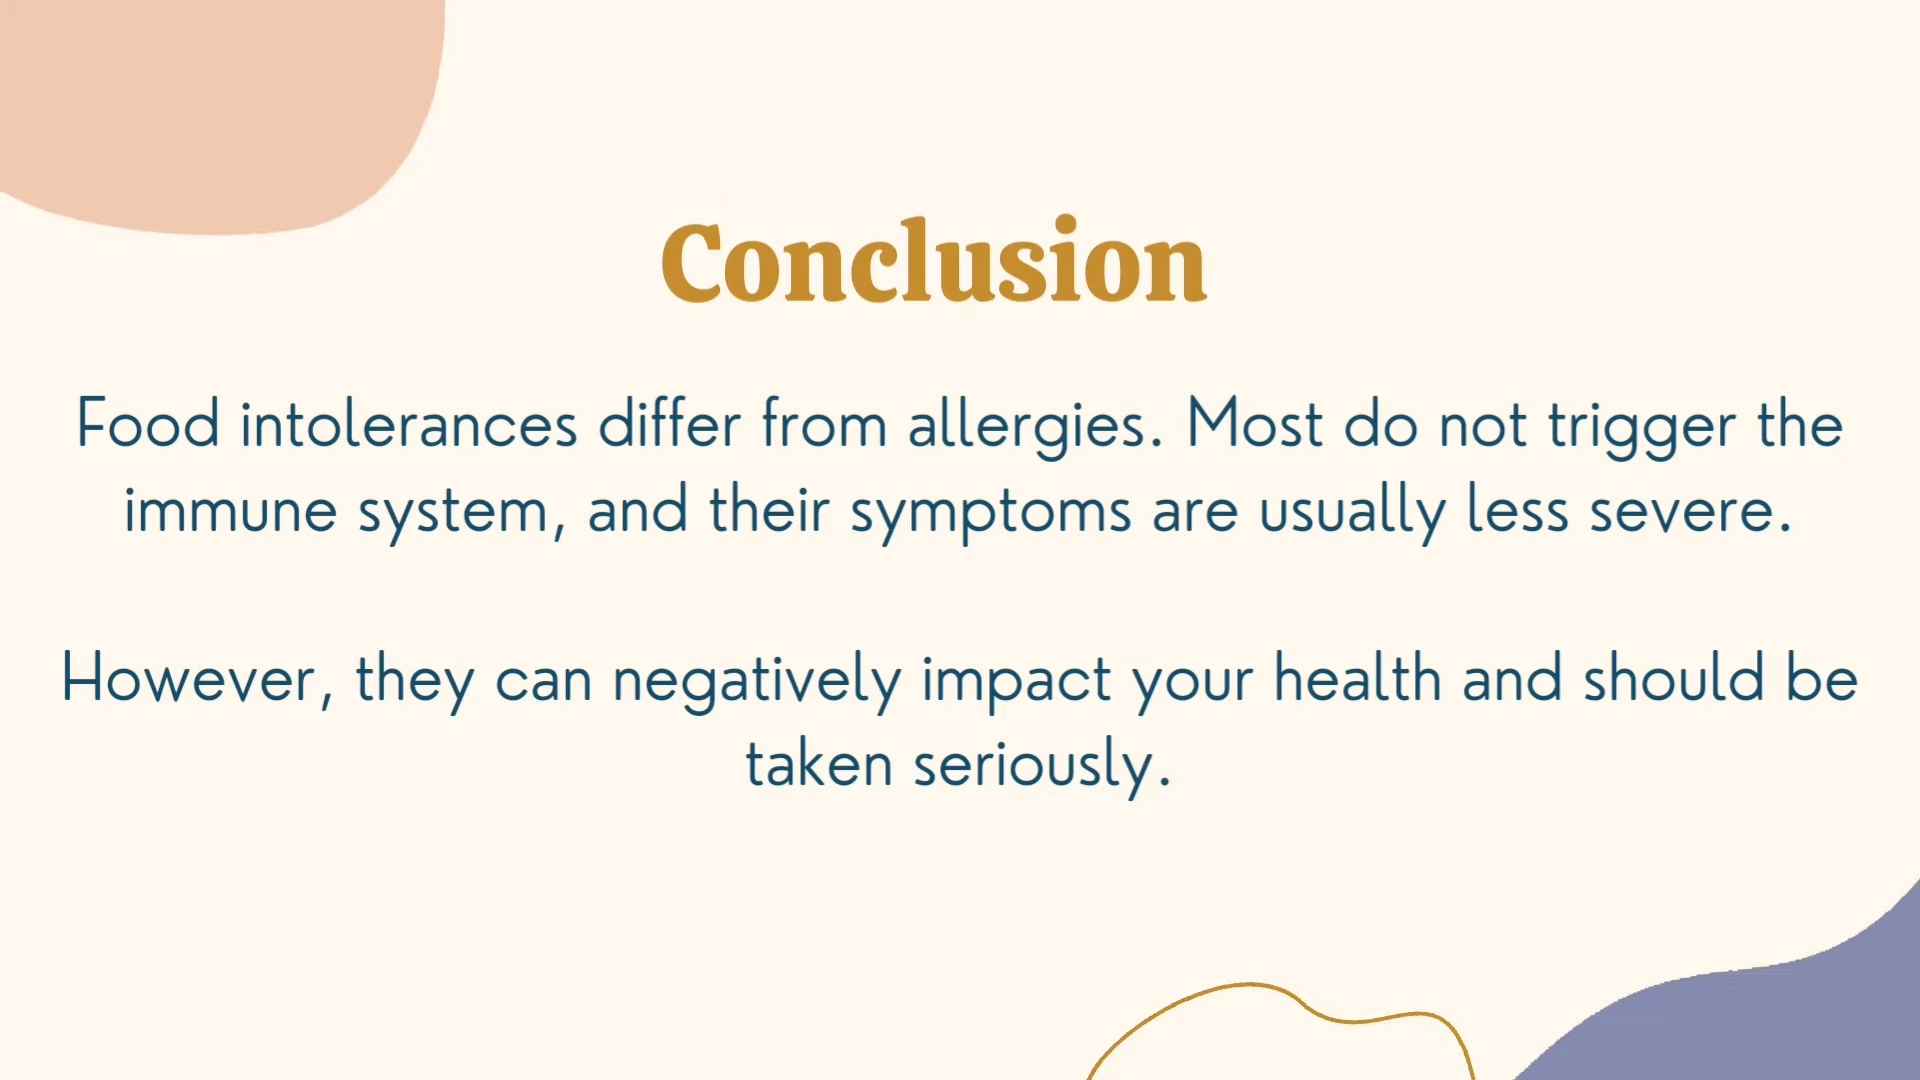 Conclusion
Food intolerances differ from allergies. Most do not trigger the
immune system, and their symptoms are usually less severe.
However, they can negatively impact your health and should be
taken seriously.